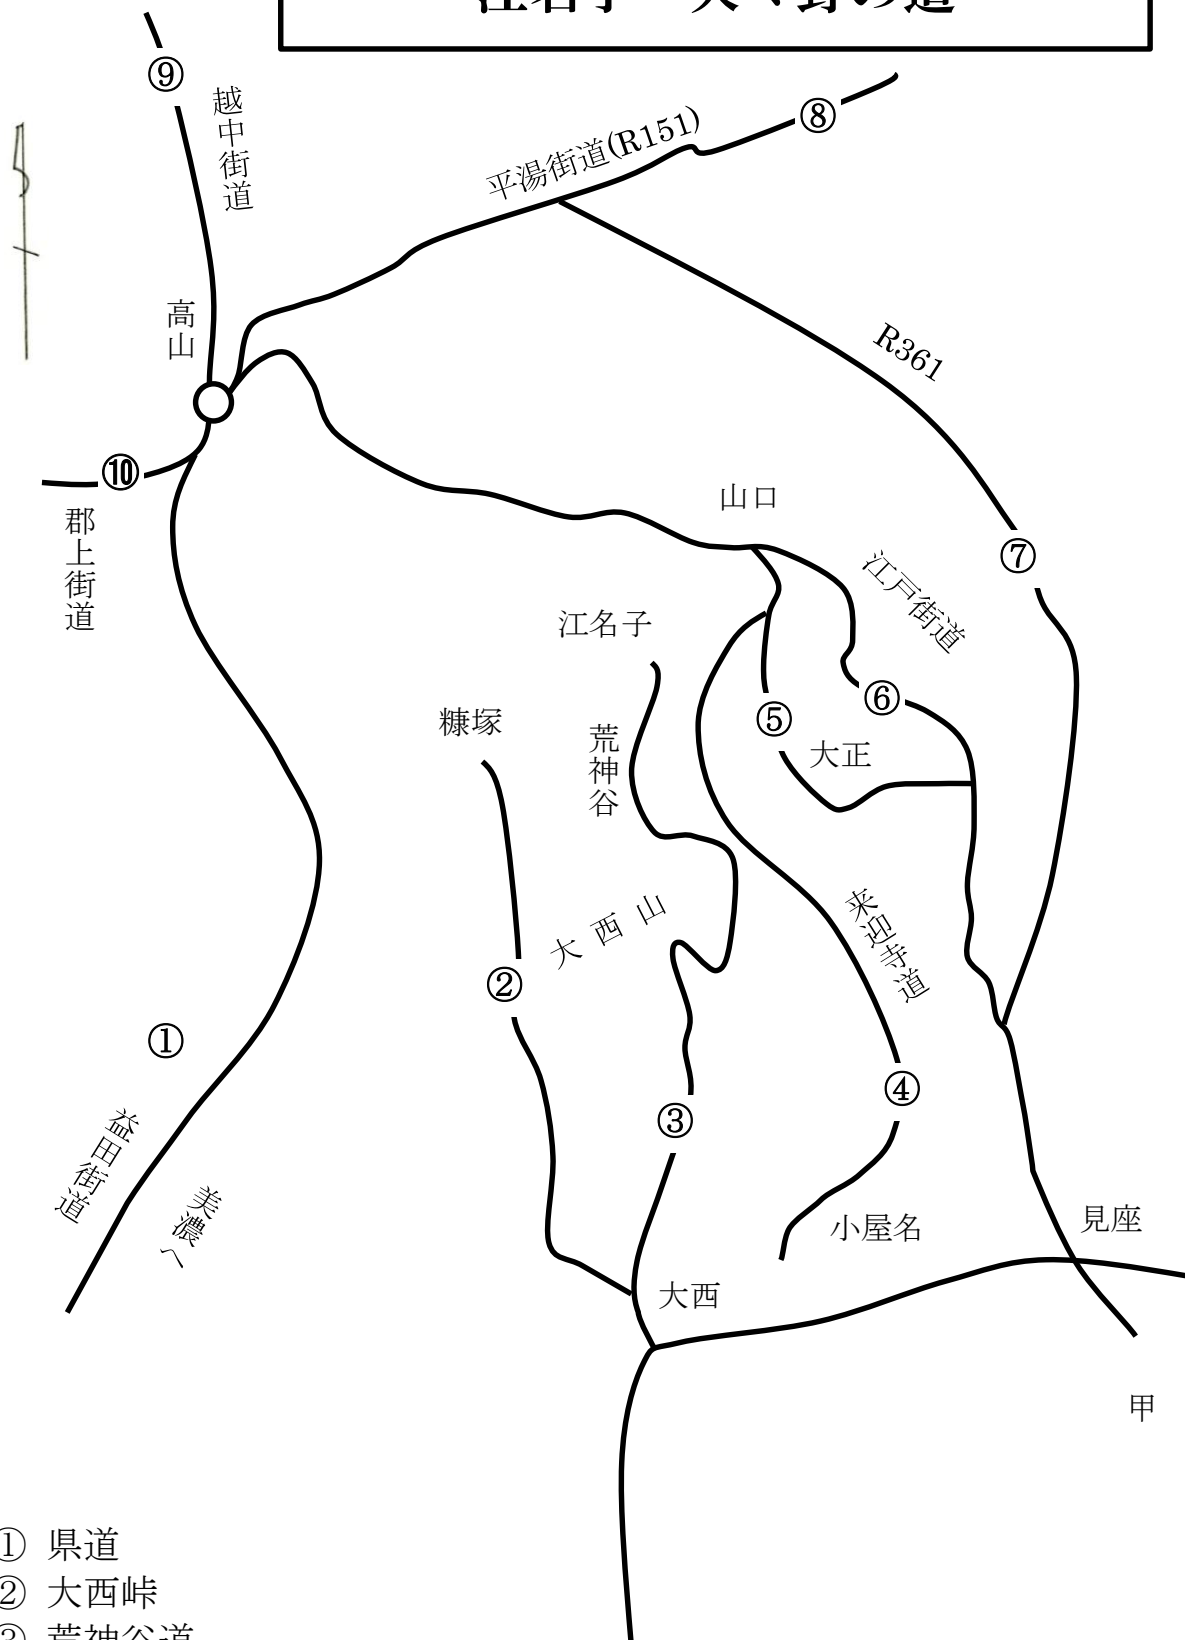 ⑨
越中街道
⑧
平湯街道(R151)
高山
R361
⑩
郡上街道
山口
⑦
江戸街道
江名子
⑥
⑤
糠塚
荒神谷
大正
大西山
来迎寺道
②
①
④
③
益田街道
美濃へ
小屋名
見座
大西
甲
① 県道
② 大西峠